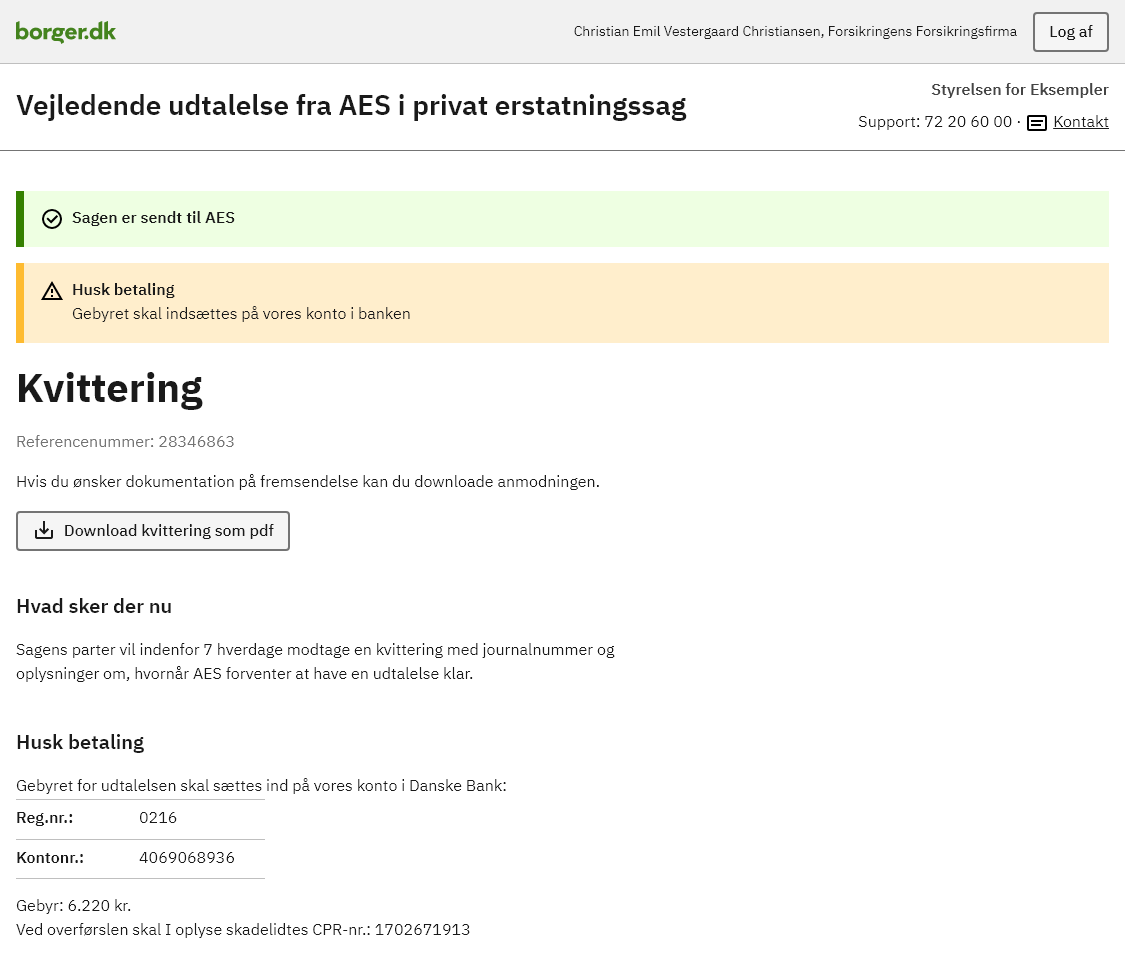 borger.dk
Christian Emil Vestergaard Christiansen, Forsikringens Forsikringsfirma
Log af
Vejledende udtalelse fra AES i privat erstatningssag
Styrelsen for Eksempler
Support: 72 20 60 00 · Kontakt
Sagen er sendt til AES
Husk betaling
Gebyret skal indsættes på vores konto i banken
Kvittering
Referencenummer: 28346863
Hvis du ønsker dokumentation på fremsendelse kan du downloade anmodningen.
Download kvittering som pdf
Hvad sker der nu
Sagens parter vil indenfor 7 hverdage modtage en kvittering med journalnummer og
oplysninger om, hvornår AES forventer at have en udtalelse klar.
Husk betaling
Gebyret for udtalelsen skal sættes ind på vores konto i Danske Bank:
Reg.nr.: 0216
Kontonr.: 4069068936
Gebyr: 6.220 kr.
Ved overførslen skal I oplyse skadelidtes CPR-nr.: 1702671913